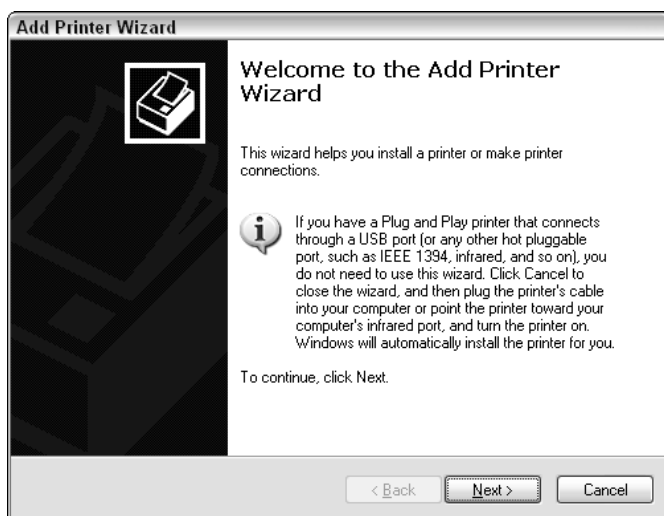 Add Printer Wizard
Welcome to the Add Printer
Wizard
This wizard helps you install a printer or make printer
connections.
If you have a Plug and Play printer that connects
through a USB port (or any other hot pluggable
port, such as IEEE 1394, infrared, and so on), you
do not need to use this wizard. Click Cancel to
close the wizard, and then plug the printer's cable
into your computer or point the printer toward your
computer's infrared port, and turn the printer on.
Windows will automatically install the printer for you.
To continue, click Next.
< Back Next > Cancel